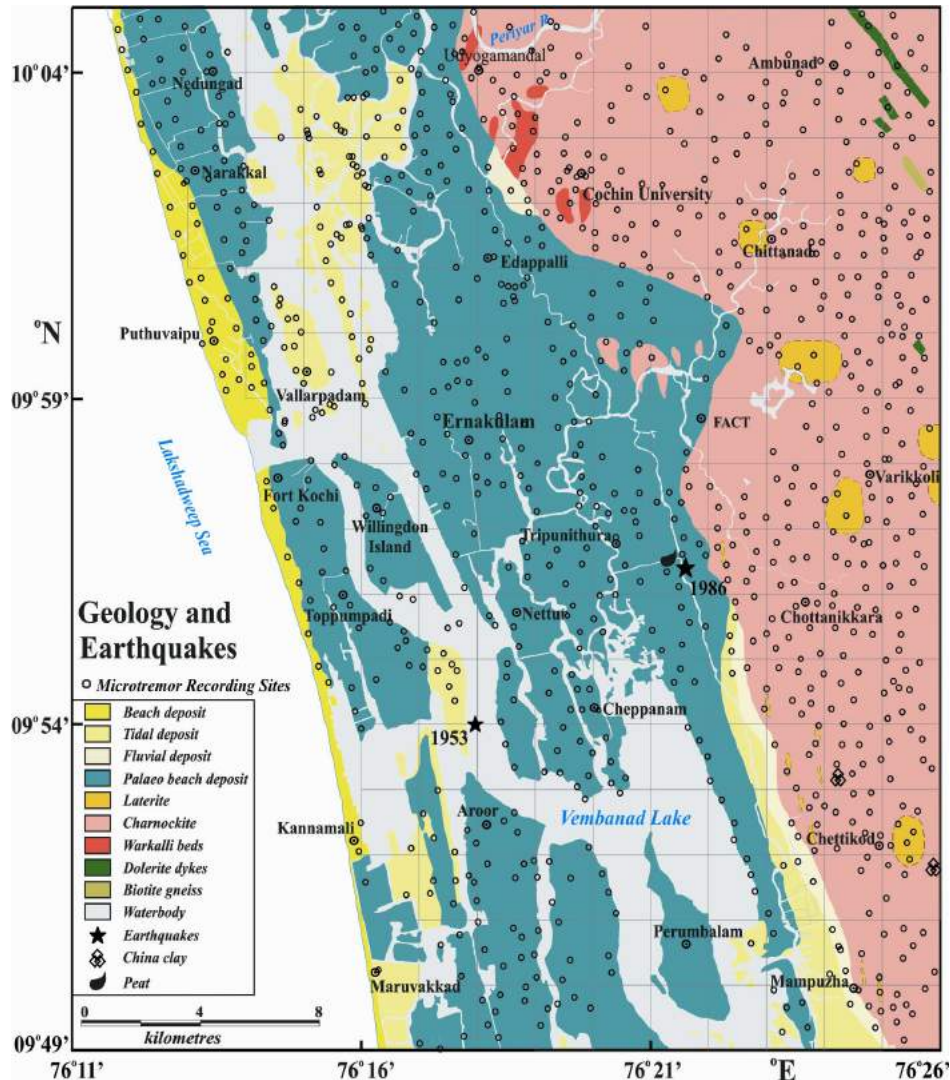 Periyar R.
Udyogamandal
10°04'
Nedungad
Ambunad
Narakkal
Cochin University
Chittanad
Edappalli
°N
Puthuvaipu
Vallarpadam
09°59'
Ernakulam
FACT
Lakshadweep Sea
Fort Kochi
Varikkoli
Willingdon
Island
Tripunithura
1986
Geology and
Earthquakes
Toppumpadi
Nettur
Chottanikkara
Microtremor Recording Sites
Cheppanam
Beach deposit
09°54'
1953
Tidal deposit
Fluvial deposit
Palaeo beach deposit
Laterite
Charnockite
Warkalli beds
Dolerite dykes
Biotite gneiss
Waterbody
Earthquakes
China clay
Peat
Kannamali
Aroor
Vembanad Lake
Chettikod
Perumbalam
Maruvakkad
Mampuzha
0 4 8
kilometres
09°49'
76°11' 76°16' 76°21' °E 76°26'